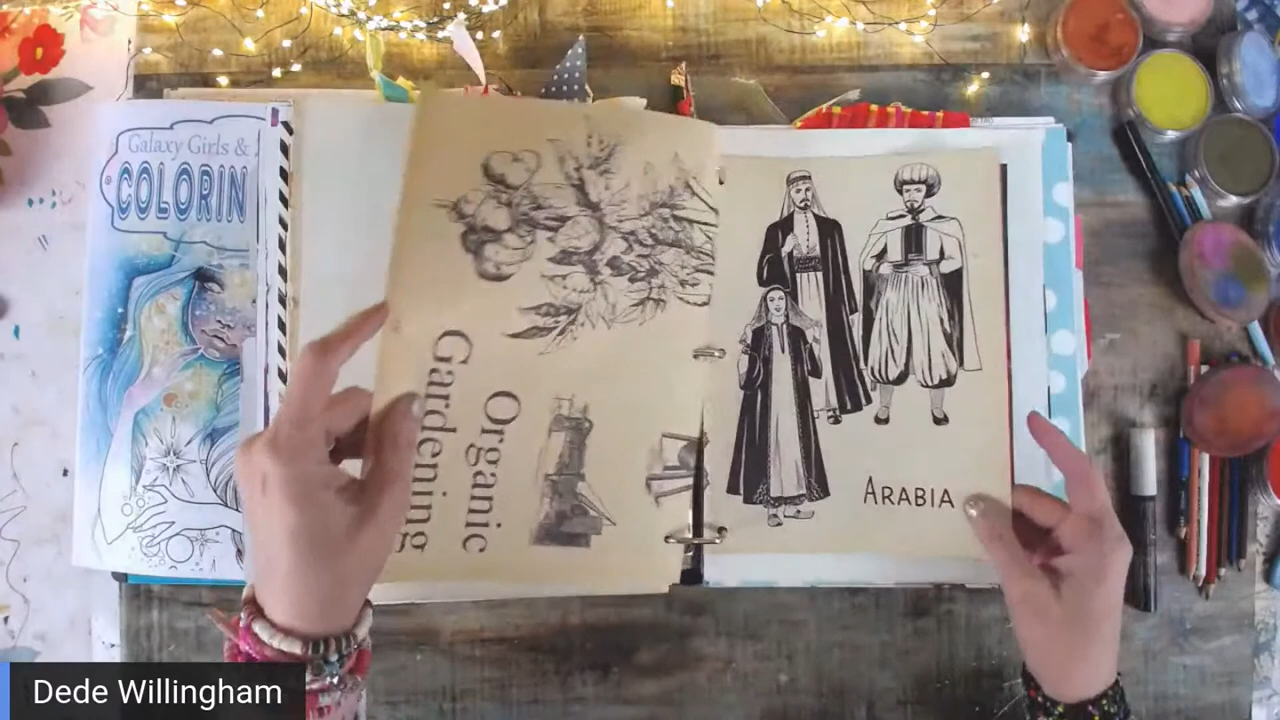 Galaxy Girls &
COLORIN
Organic
Gardening
ARABIA
Dede Willingham